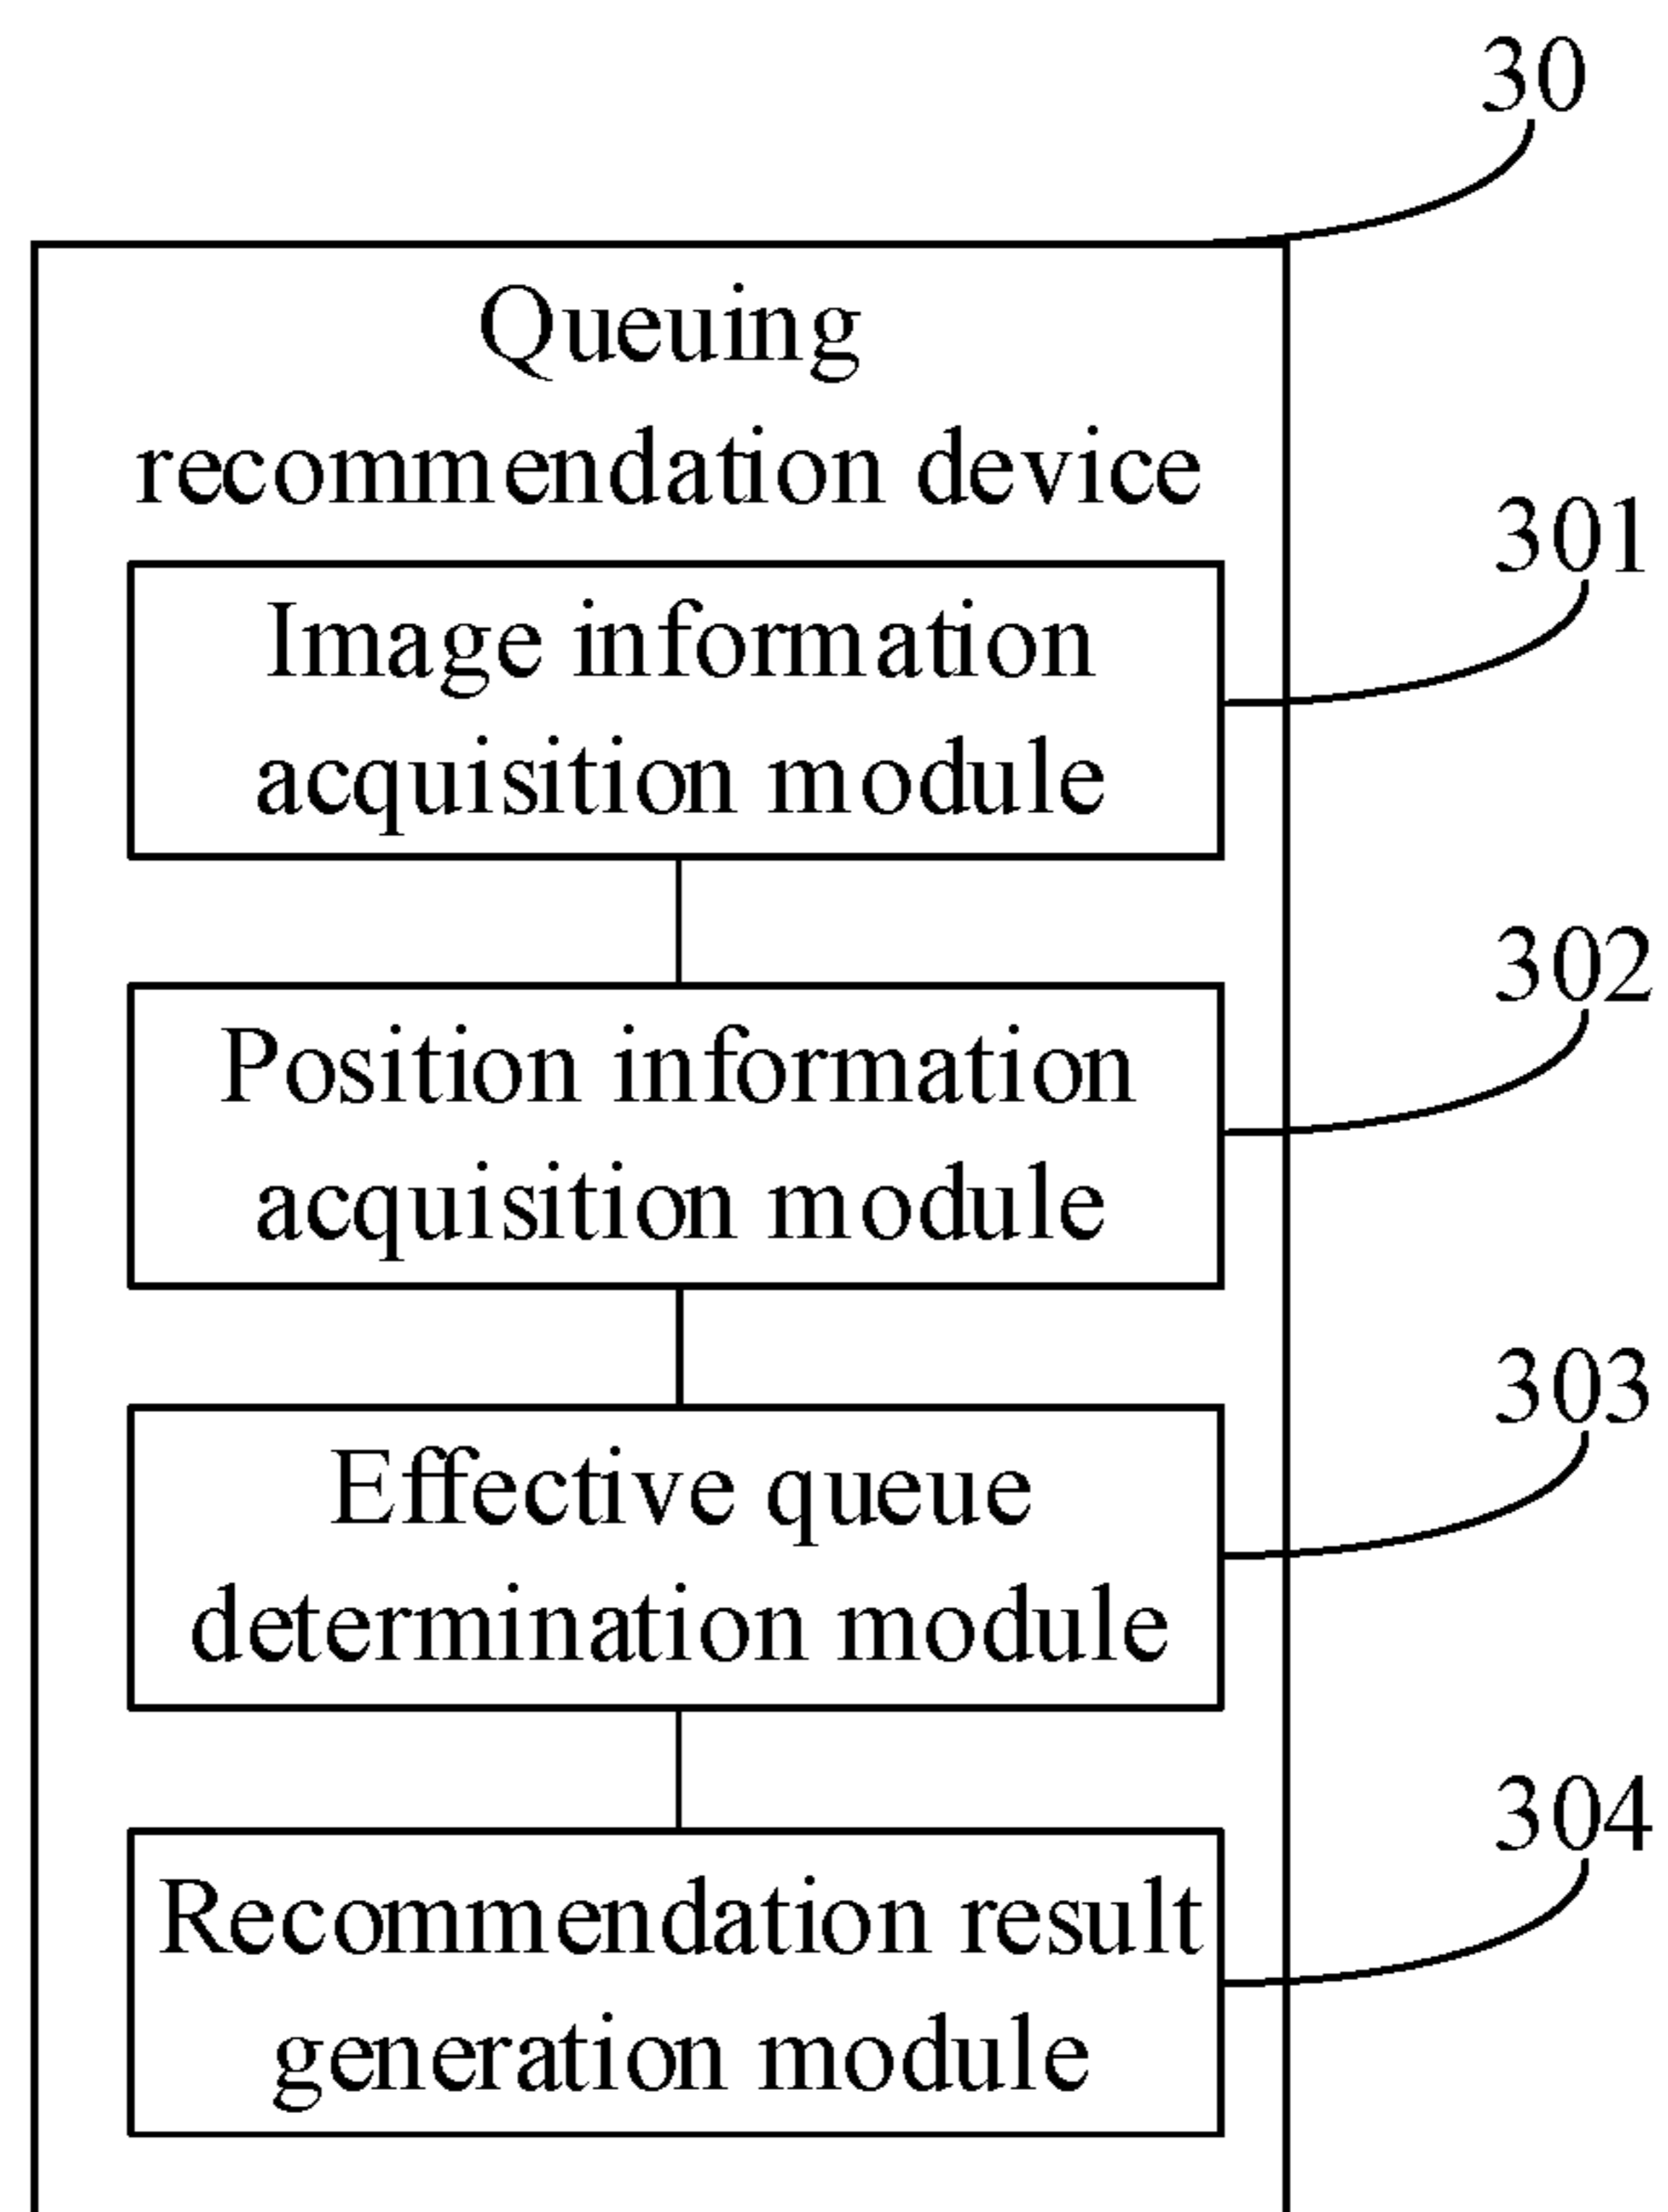 30
Queuing
recommendation device
301
Image information
acquisition module
302
Position information
acquisition module
303
Effective queue
determination module
304
Recommendation result
generation module